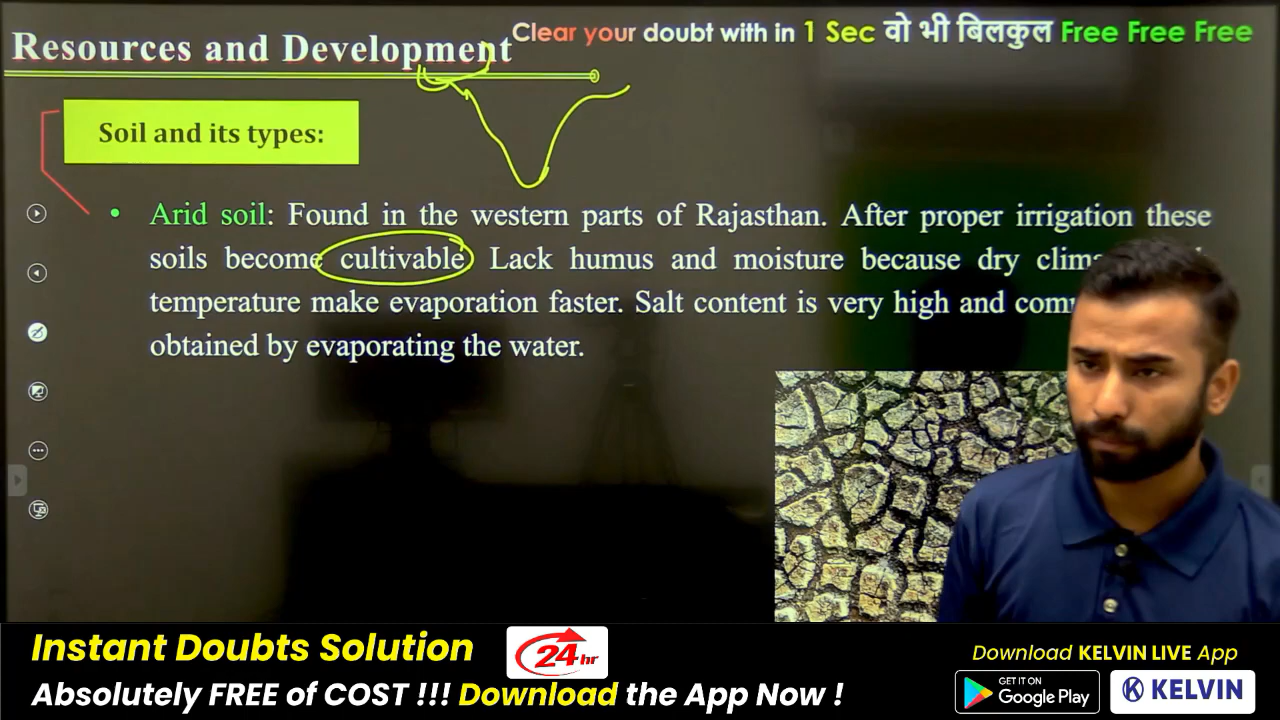 Resources and Development
Clear your doubt with in 1 Sec वो भी बिलकुल Free Free Free
Soil and its types:
• Arid soil: Found in the western parts of Rajasthan. After proper irrigation these
soils become cultivable Lack humus and moisture because dry
temperature make evaporation faster. Salt content is very high and
obtained by evaporating the water.
Instant Doubts Solution
24 hr
Absolutely FREE of COST !!! Download the App Now !
Download KELVIN LIVE App
GET IT ON
Google Play
KELVIN